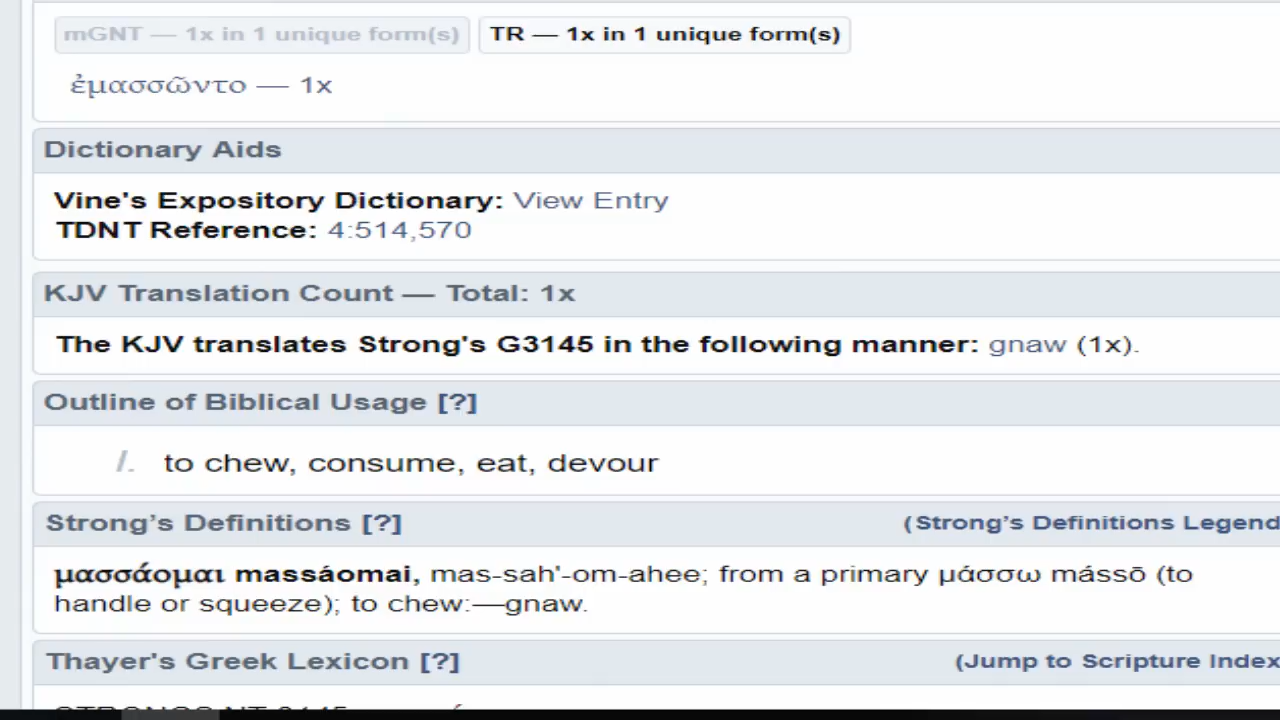 mGNT — 1x in 1 unique form(s) TR — 1x in 1 unique form(s)
ἐμασσῶντο — 1x
Dictionary Aids
Vine's Expository Dictionary: View Entry
TDNT Reference: 4:514,570
KJV Translation Count — Total: 1x
The KJV translates Strong's G3145 in the following manner: gnaw (1x).
Outline of Biblical Usage [?]
I. to chew, consume, eat, devour
Strong’s Definitions [?] (Strong’s Definitions Legend
μασσάομαι massáomai, mas-sah'-om-ahee; from a primary μάσσω mássō (to
handle or squeeze); to chew:—gnaw.
Thayer's Greek Lexicon [?] (Jump to Scripture Index